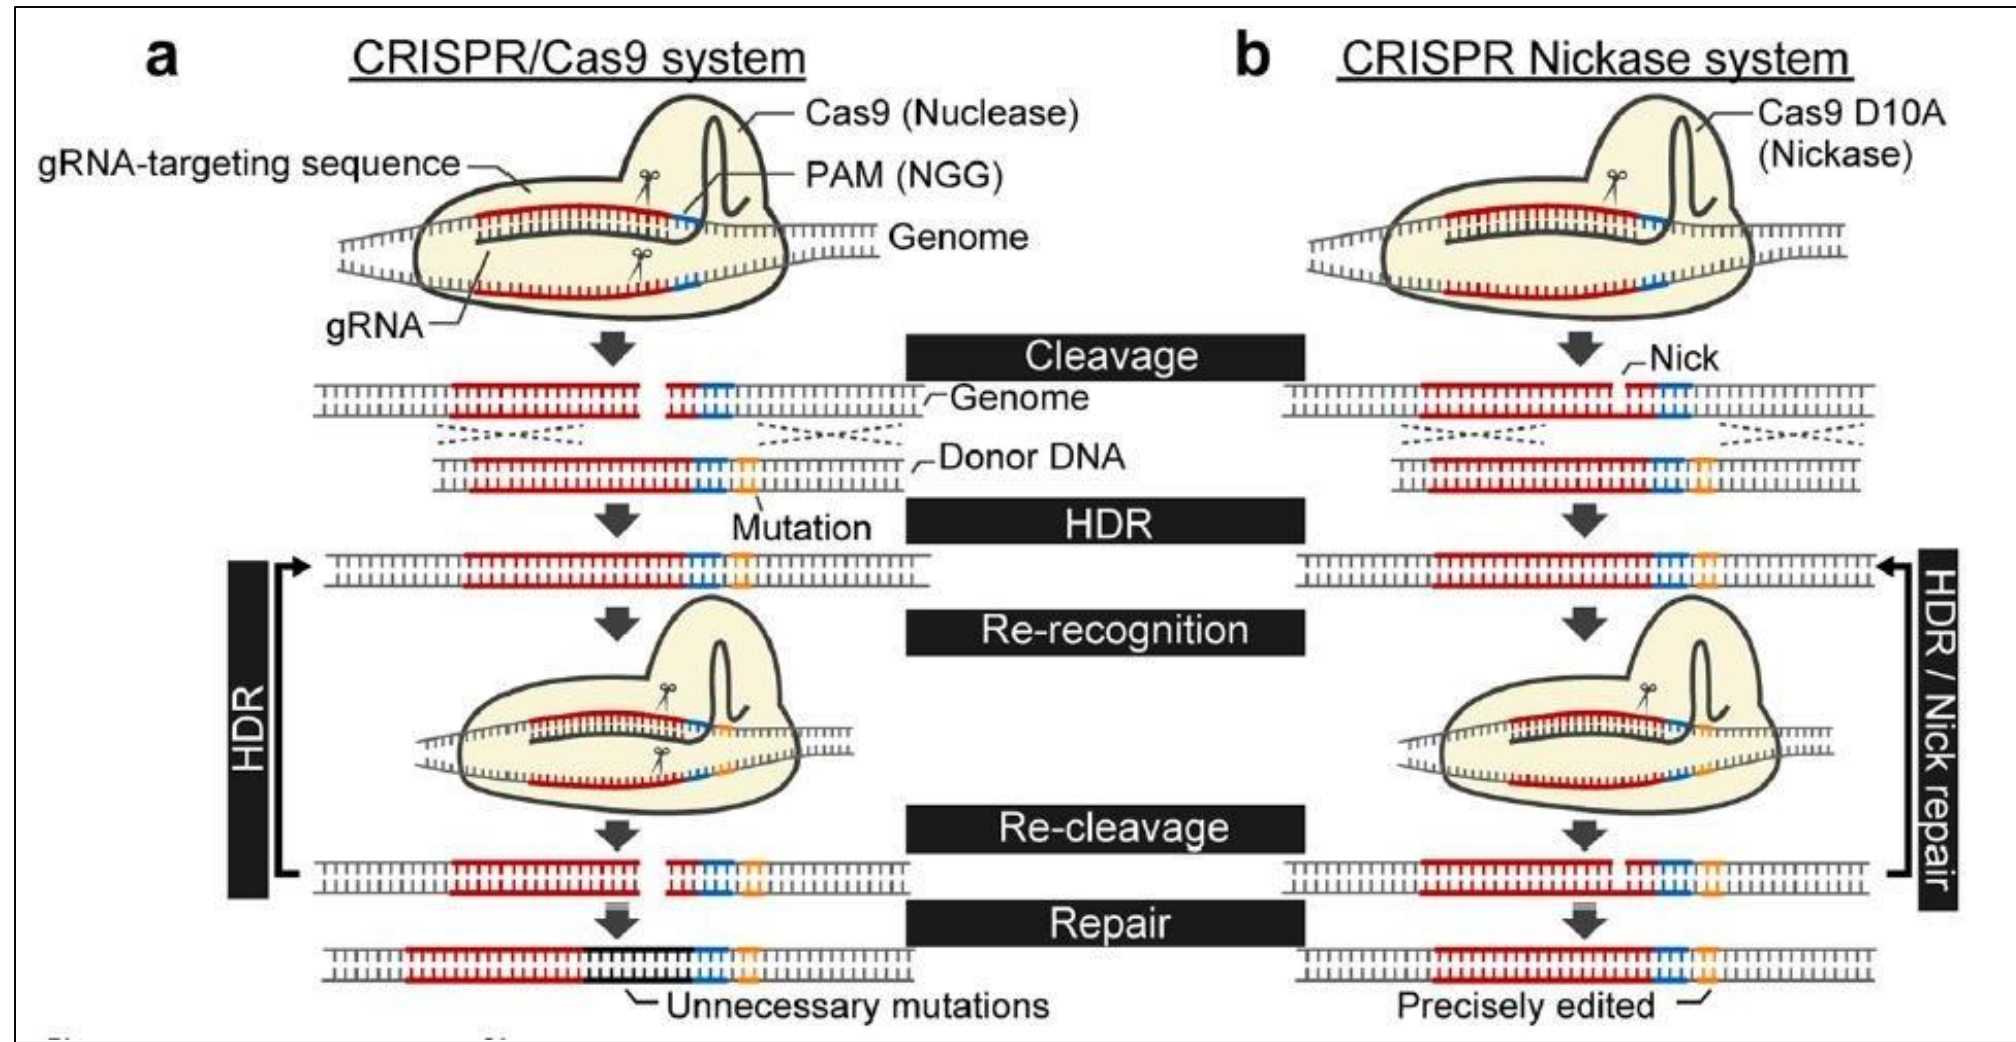 a
CRISPR/Cas9 system
b
CRISPR Nickase system
Cas9 (Nuclease)
gRNA-targeting sequence
PAM (NGG)
Genome
gRNA
Cas9 D10A
(Nickase)
Cleavage
Nick
Genome
Donor DNA
Mutation
HDR
Re-recognition
HDR
HDR / Nick repair
Re-cleavage
Repair
Unnecessary mutations
Precisely edited